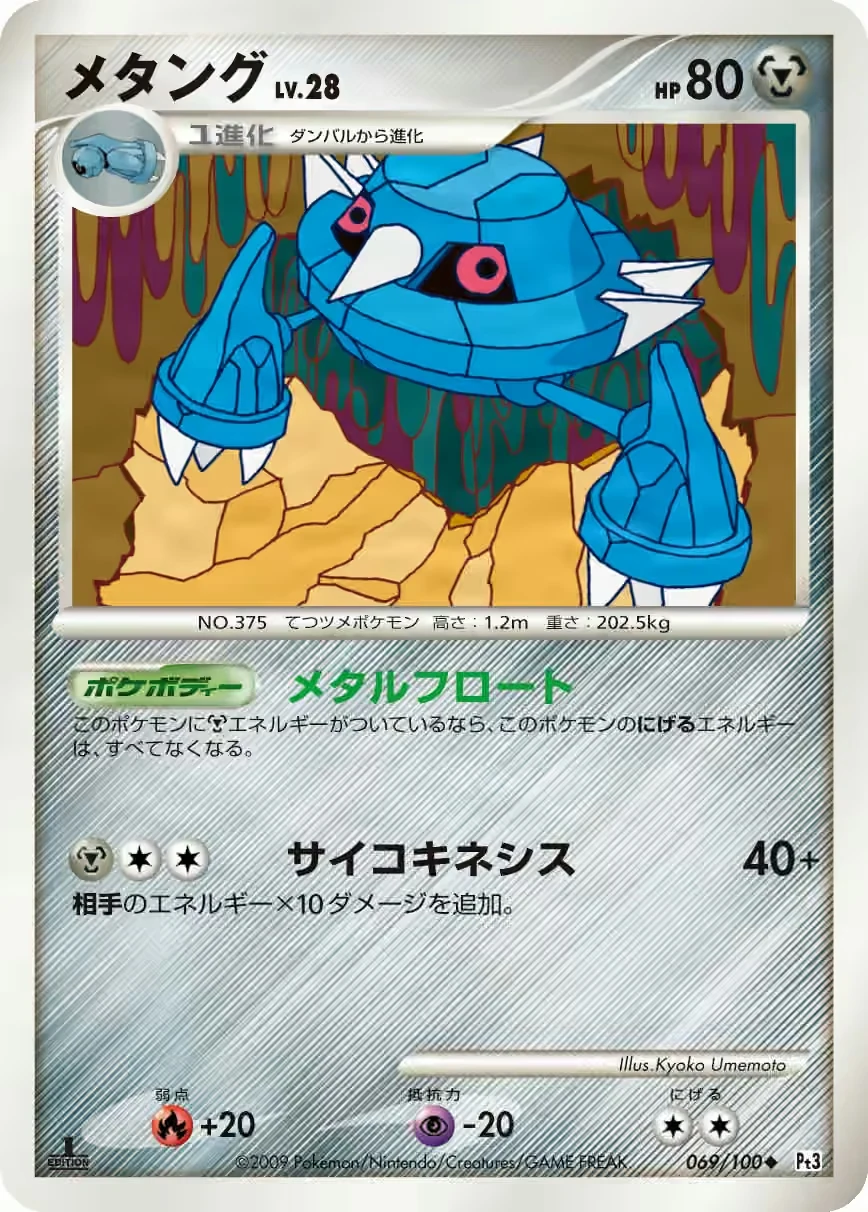 メタング LV.28 HP 80
1進化 ダンバルから進化
NO.375 てつツメポケモン 高さ：1.2m 重さ：202.5kg
ポケボディー メタルフロート
このポケモンにエネルギーがついているなら、このポケモンのにげるエネルギー
は、すべてなくなる。
サイコキネシス 40+
相手のエネルギー×10ダメージを追加。
Illus.Kyoko Umemoto
弱点 +20 抵抗力 -20 にげる
1 EDITION ©2009 Pokémon/Nintendo/Creatures/GAME FREAK. 069/100◆ Pt3